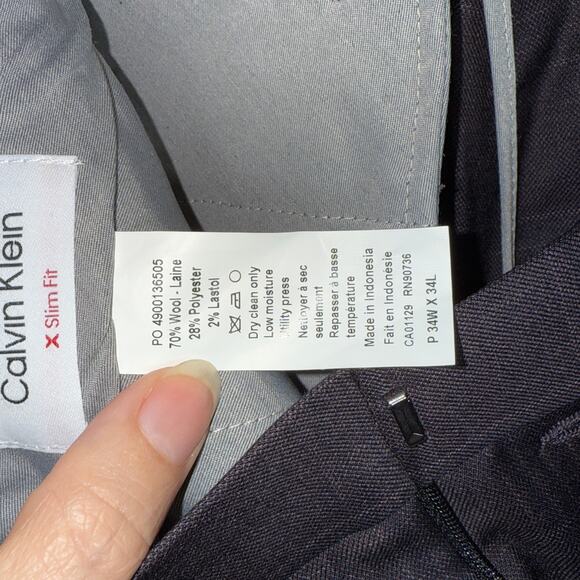 Calvin Klein
X Slim Fit
PO 4900136505
70% Wool - Laine
28% Polyester
2% Lastol
Dry clean only
Low moisture
Utility press
Nettoyer à sec
seulement
Repasser à basse
température
Made in Indonesia
Fait en Indonésie
CA01129 RN90736
P 34W X 34L